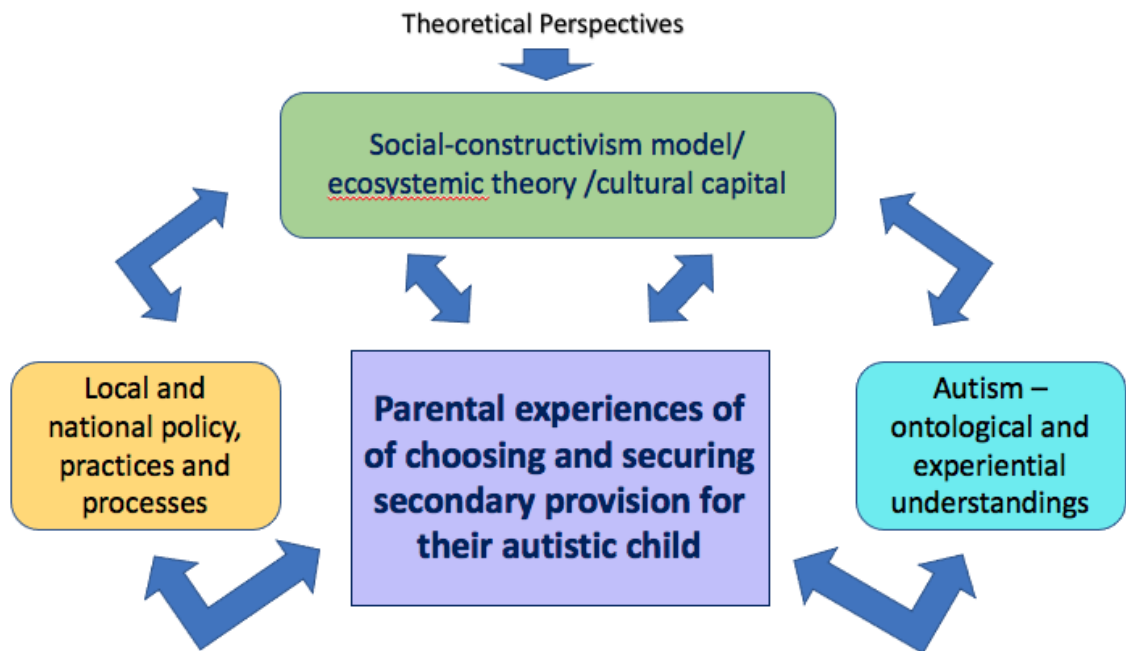 Theoretical Perspectives
Social-constructivism model/
ecosystemic theory /cultural capital
Local and
national policy,
practices and
processes
Parental experiences of
of choosing and securing
secondary provision for
their autistic child
Autism –
ontological and
experiential
understandings